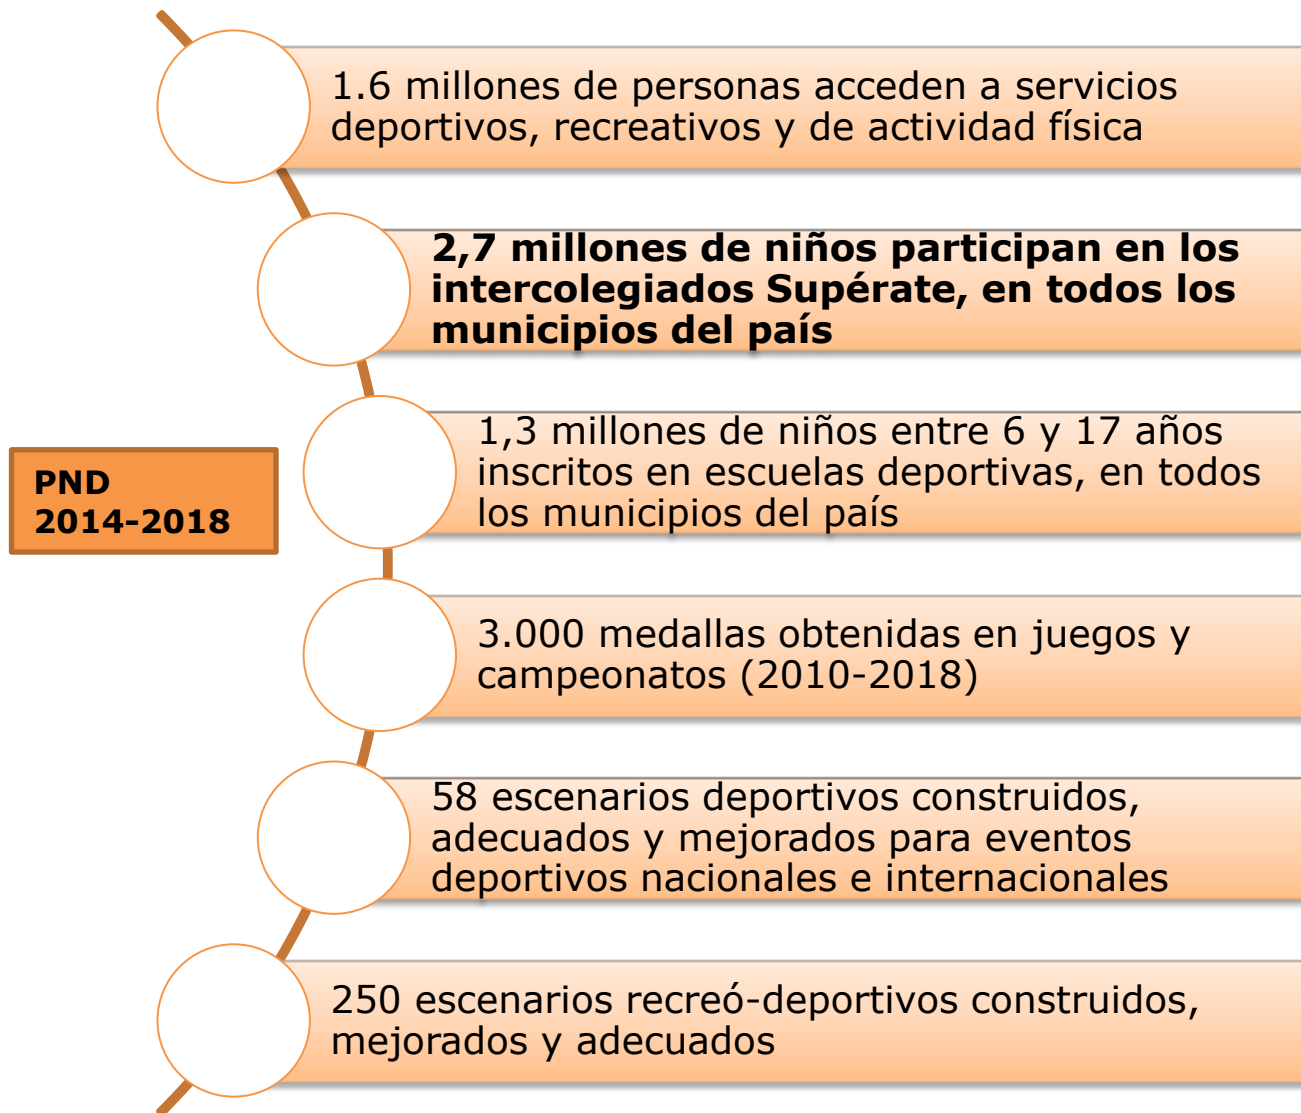 1.6 millones de personas acceden a servicios
deportivos, recreativos y de actividad física
2,7 millones de niños participan en los
intercolegiados Supérate, en todos los
municipios del país
1,3 millones de niños entre 6 y 17 años
inscritos en escuelas deportivas, en todos
los municipios del país
PND
2014-2018
3.000 medallas obtenidas en juegos y
campeonatos (2010-2018)
58 escenarios deportivos construidos,
adecuados y mejorados para eventos
deportivos nacionales e internacionales
250 escenarios recreó-deportivos construidos,
mejorados y adecuados